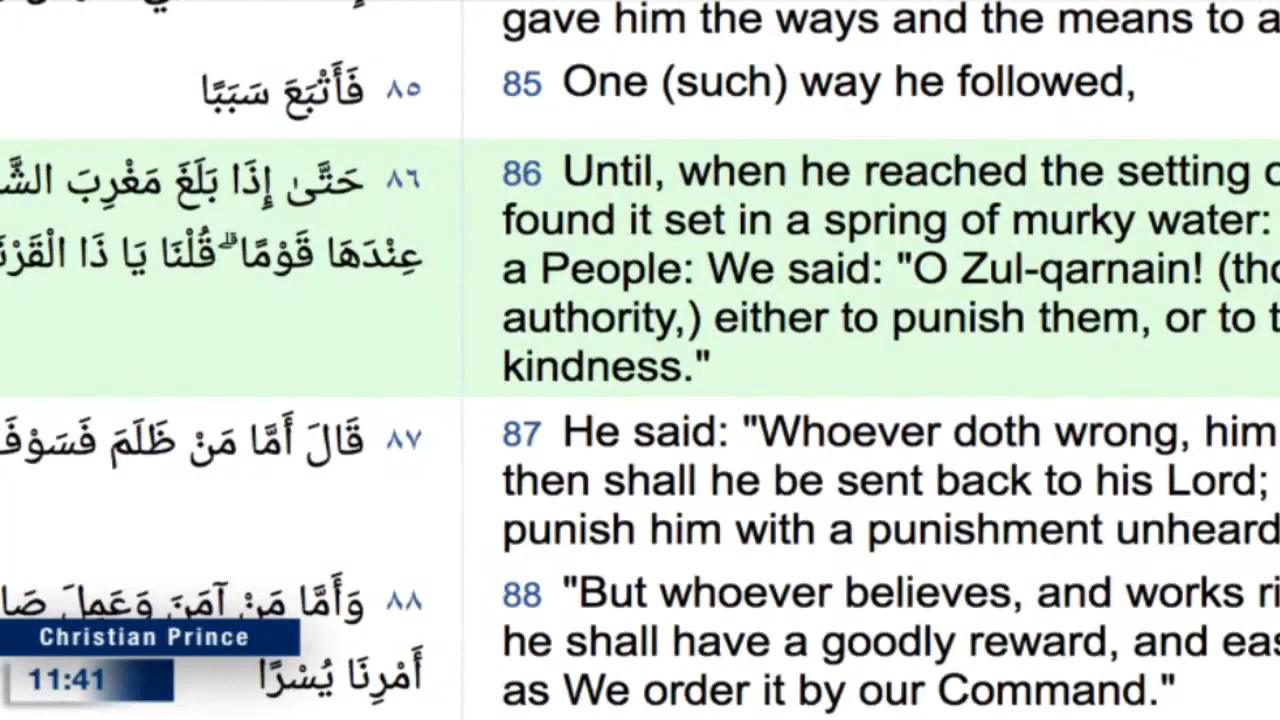 gave him the ways and the means to a
٨٥ فَأَتْبَعَ سَبَبًا
85 One (such) way he followed,
٨٦ حَتَّىٰ إِذَا بَلَغَ مَغْرِبَ
عِنْدَهَا قَوْمًا ۗ قُلْنَا يَا ذَا
86 Until, when he reached the setting o
found it set in a spring of murky water:
a People: We said: "O Zul-qarnain! (tho
authority,) either to punish them, or to t
kindness."
٨٧ قَالَ أَمَّا مَنْ ظَلَمَ فَسَوْفَ
87 He said: "Whoever doth wrong, him
then shall he be sent back to his Lord;
punish him with a punishment unheard
٨٨ وَأَمَّا مَنْ آمَنَ وَعَمِلَ صَا
أَمْرِنَا يُسْرًا
88 "But whoever believes, and works ri
he shall have a goodly reward, and eas
as We order it by our Command."
Christian Prince
11:41